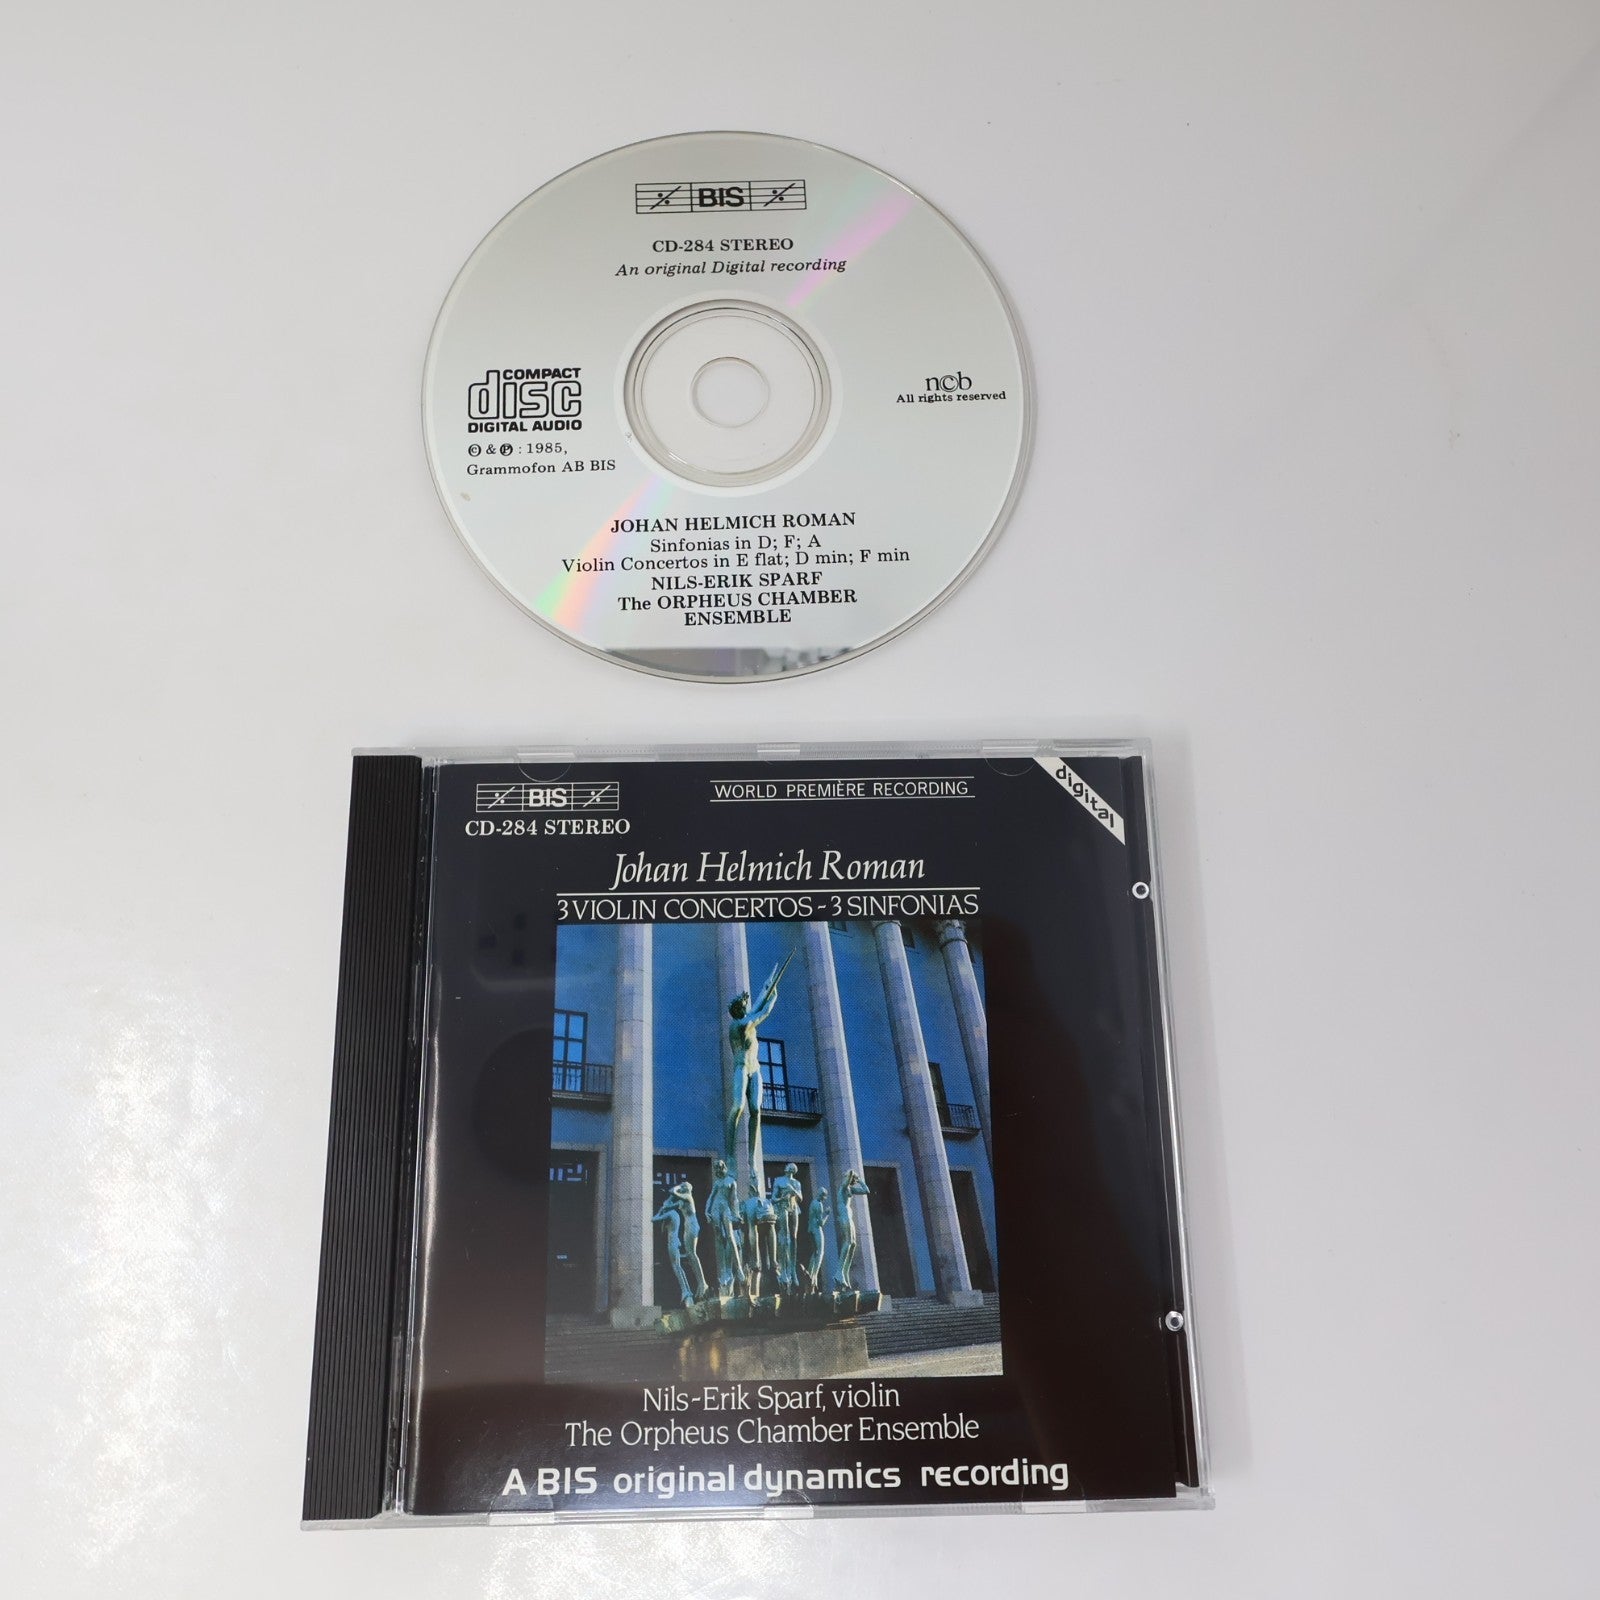 BIS
CD-284 STEREO
An original Digital recording
COMPACT
disc
DIGITAL AUDIO
ncb
All rights reserved
© & ℗ : 1985,
Grammofon AB BIS
JOHAN HELMICH ROMAN
Sinfonias in D; F; A
Violin Concertos in E flat; D min; F min
NILS-ERIK SPARF
The ORPHEUS CHAMBER
ENSEMBLE
BIS
WORLD PREMIÈRE RECORDING
digital
CD-284 STEREO
Johan Helmich Roman
3 VIOLIN CONCERTOS - 3 SINFONIAS
Nils-Erik Sparf, violin
The Orpheus Chamber Ensemble
A BIS original dynamics recording